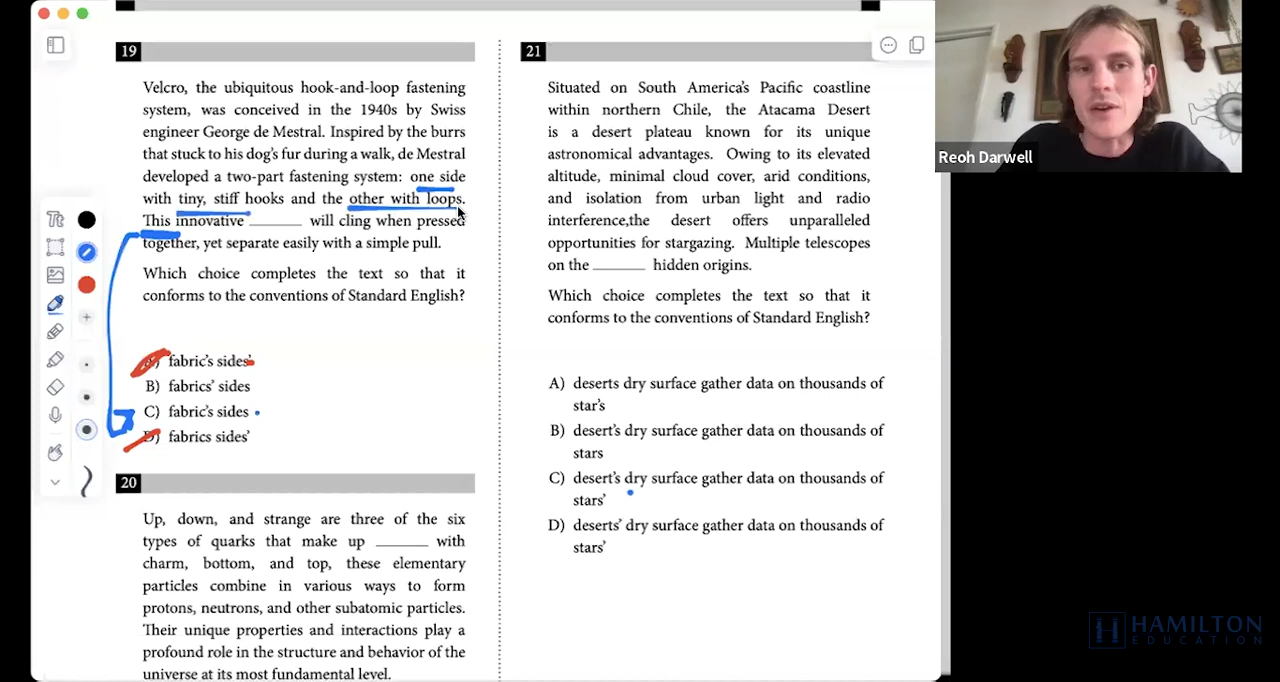 19
Velcro, the ubiquitous hook-and-loop fastening
system, was conceived in the 1940s by Swiss
engineer George de Mestral. Inspired by the burrs
that stuck to his dog's fur during a walk, de Mestral
developed a two-part fastening system: one side
with tiny, stiff hooks and the other with loops.
This innovative ______ will cling when pressed
together, yet separate easily with a simple pull.
Which choice completes the text so that it
conforms to the conventions of Standard English?
A) fabric's sides'
B) fabrics' sides
C) fabric's sides
D) fabrics sides'
20
Up, down, and strange are three of the six
types of quarks that make up ______ with
charm, bottom, and top, these elementary
particles combine in various ways to form
protons, neutrons, and other subatomic particles.
Their unique properties and interactions play a
profound role in the structure and behavior of the
universe at its most fundamental level.
21
Situated on South America's Pacific coastline
within northern Chile, the Atacama Desert
is a desert plateau known for its unique
astronomical advantages. Owing to its elevated
altitude, minimal cloud cover, arid conditions,
and isolation from urban light and radio
interference,the desert offers unparalleled
opportunities for stargazing. Multiple telescopes
on the ______ hidden origins.
Which choice completes the text so that it
conforms to the conventions of Standard English?
A) deserts dry surface gather data on thousands of
star's
B) desert's dry surface gather data on thousands of
stars
C) desert's dry surface gather data on thousands of
stars'
D) deserts' dry surface gather data on thousands of
stars'
Reoh Darwell
HAMILTON
EDUCATION
Tt